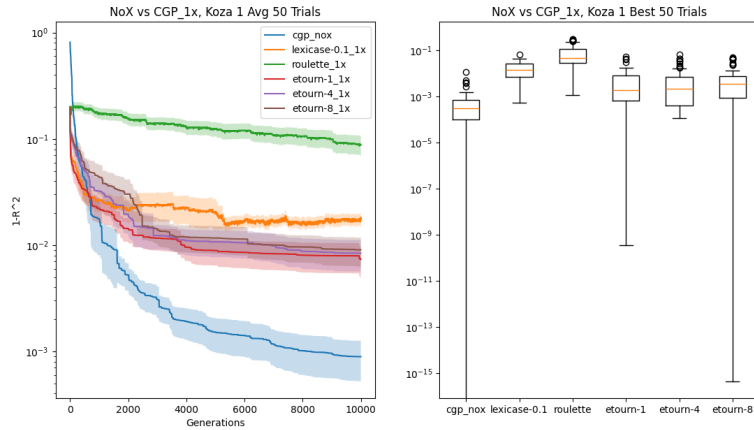 NoX vs CGP_1x, Koza 1 Avg 50 Trials
10^0
10^-1
10^-2
10^-3
1-R^2
cgp_nox
lexicase-0.1_1x
roulette_1x
etourn-1_1x
etourn-4_1x
etourn-8_1x
0 2000 4000 6000 8000 10000
Generations
NoX vs CGP_1x, Koza 1 Best 50 Trials
10^-1
10^-3
10^-5
10^-7
10^-9
10^-11
10^-13
10^-15
cgp_nox lexicase-0.1 roulette etourn-1 etourn-4 etourn-8